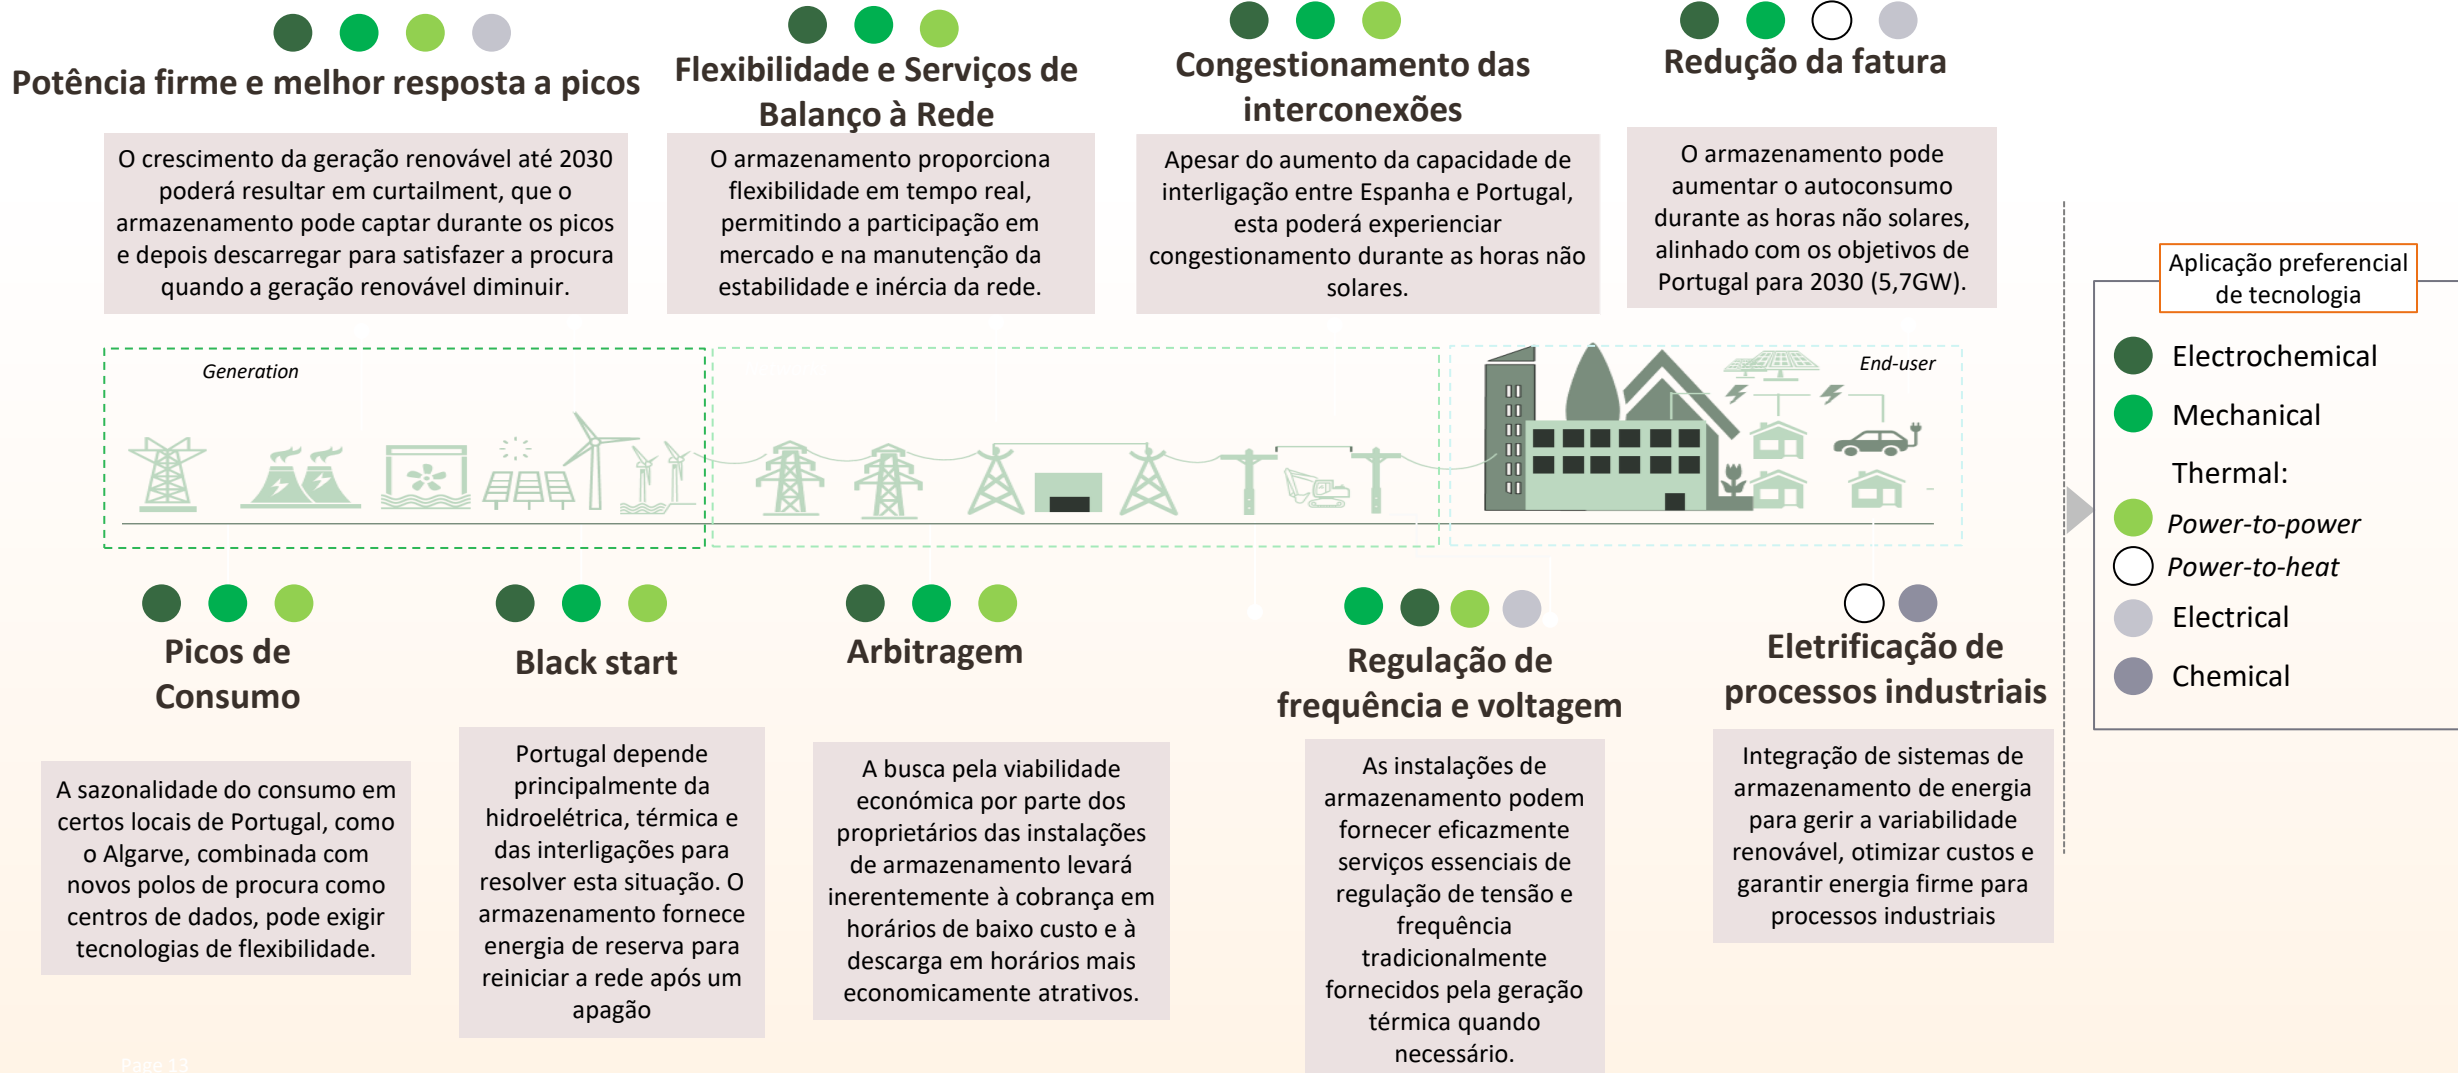 Potência firme e melhor resposta a picos
O crescimento da geração renovável até 2030
poderá resultar em curtailment, que o
armazenamento pode captar durante os picos
e depois descarregar para satisfazer a procura
quando a geração renovável diminuir.
Flexibilidade e Serviços de
Balanço à Rede
O armazenamento proporciona
flexibilidade em tempo real,
permitindo a participação em
mercado e na manutenção da
estabilidade e inércia da rede.
Congestionamento das
interconexões
Apesar do aumento da capacidade de
interligação entre Espanha e Portugal,
esta poderá experienciar
congestionamento durante as horas não
solares.
Redução da fatura
O armazenamento pode
aumentar o autoconsumo
durante as horas não solares,
alinhado com os objetivos de
Portugal para 2030 (5,7GW).
Generation
End-user
Picos de
Consumo
A sazonalidade do consumo em
certos locais de Portugal, como
o Algarve, combinada com
novos polos de procura como
centros de dados, pode exigir
tecnologias de flexibilidade.
Black start
Portugal depende
principalmente da
hidroelétrica, térmica e
das interligações para
resolver esta situação. O
armazenamento fornece
energia de reserva para
reiniciar a rede após um
apagão
Arbitragem
A busca pela viabilidade
económica por parte dos
proprietários das instalações
de armazenamento levará
inerentemente à cobrança em
horários de baixo custo e à
descarga em horários mais
economicamente atrativos.
Regulação de
frequência e voltagem
As instalações de
armazenamento podem
fornecer eficazmente
serviços essenciais de
regulação de tensão e
frequência
tradicionalmente
fornecidos pela geração
térmica quando
necessário.
Eletrificação de
processos industriais
Integração de sistemas de
armazenamento de energia
para gerir a variabilidade
renovável, otimizar custos e
garantir energia firme para
processos industriais
Aplicação preferencial
de tecnologia
Electrochemical
Mechanical
Thermal:
Power-to-power
Power-to-heat
Electrical
Chemical
Page 13